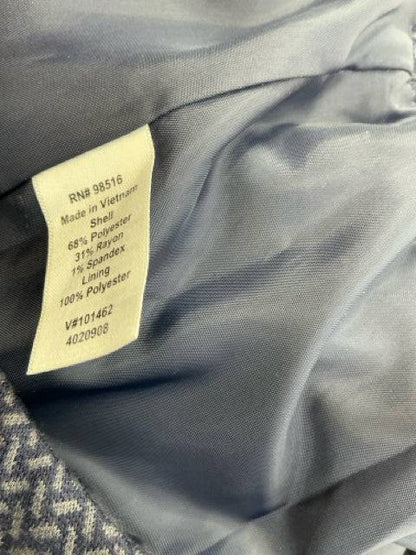 RN# 98516
Made in Vietnam
Shell
68% Polyester
31% Rayon
1% Spandex
Lining
100% Polyester
V#101462
4020908